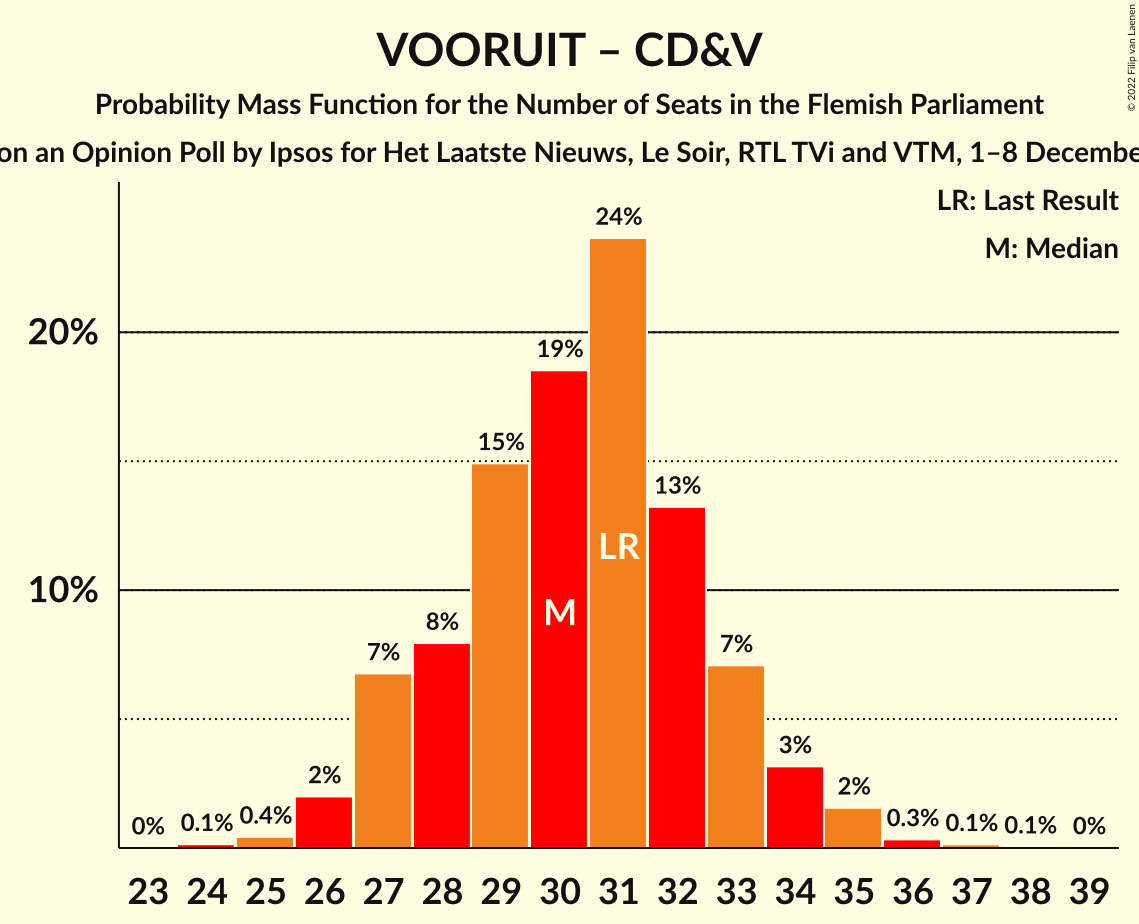 © 2022 Filip van Laenen
VOORUIT – CD&V
Probability Mass Function for the Number of Seats in the Flemish Parliament
on an Opinion Poll by Ipsos for Het Laatste Nieuws, Le Soir, RTL TVi and VTM, 1–8 Decembe
LR: Last Result
M: Median
24%
20%
19%
15%
13%
LR
10%
M
8%
7%
7%
3%
2%
2%
0% 0.1% 0.4% 0.3% 0.1% 0.1% 0%
23 24 25 26 27 28 29 30 31 32 33 34 35 36 37 38 39